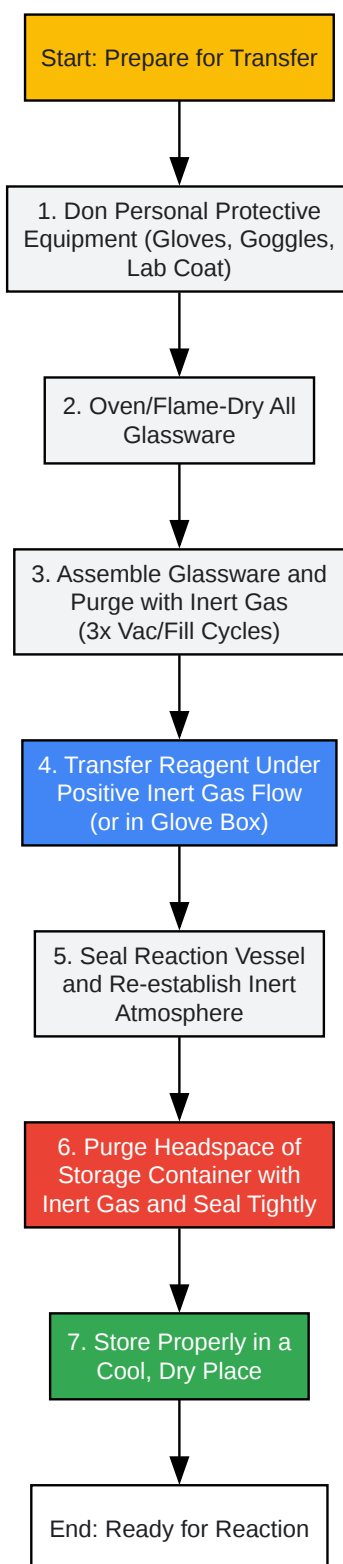 Start: Prepare for Transfer
1. Don Personal Protective
Equipment (Gloves, Goggles,
Lab Coat)
2. Oven/Flame-Dry All
Glassware
3. Assemble Glassware and
Purge with Inert Gas
(3x Vac/Fill Cycles)
4. Transfer Reagent Under
Positive Inert Gas Flow
(or in Glove Box)
5. Seal Reaction Vessel
and Re-establish Inert
Atmosphere
6. Purge Headspace of
Storage Container with
Inert Gas and Seal Tightly
7. Store Properly in a
Cool, Dry Place
End: Ready for Reaction